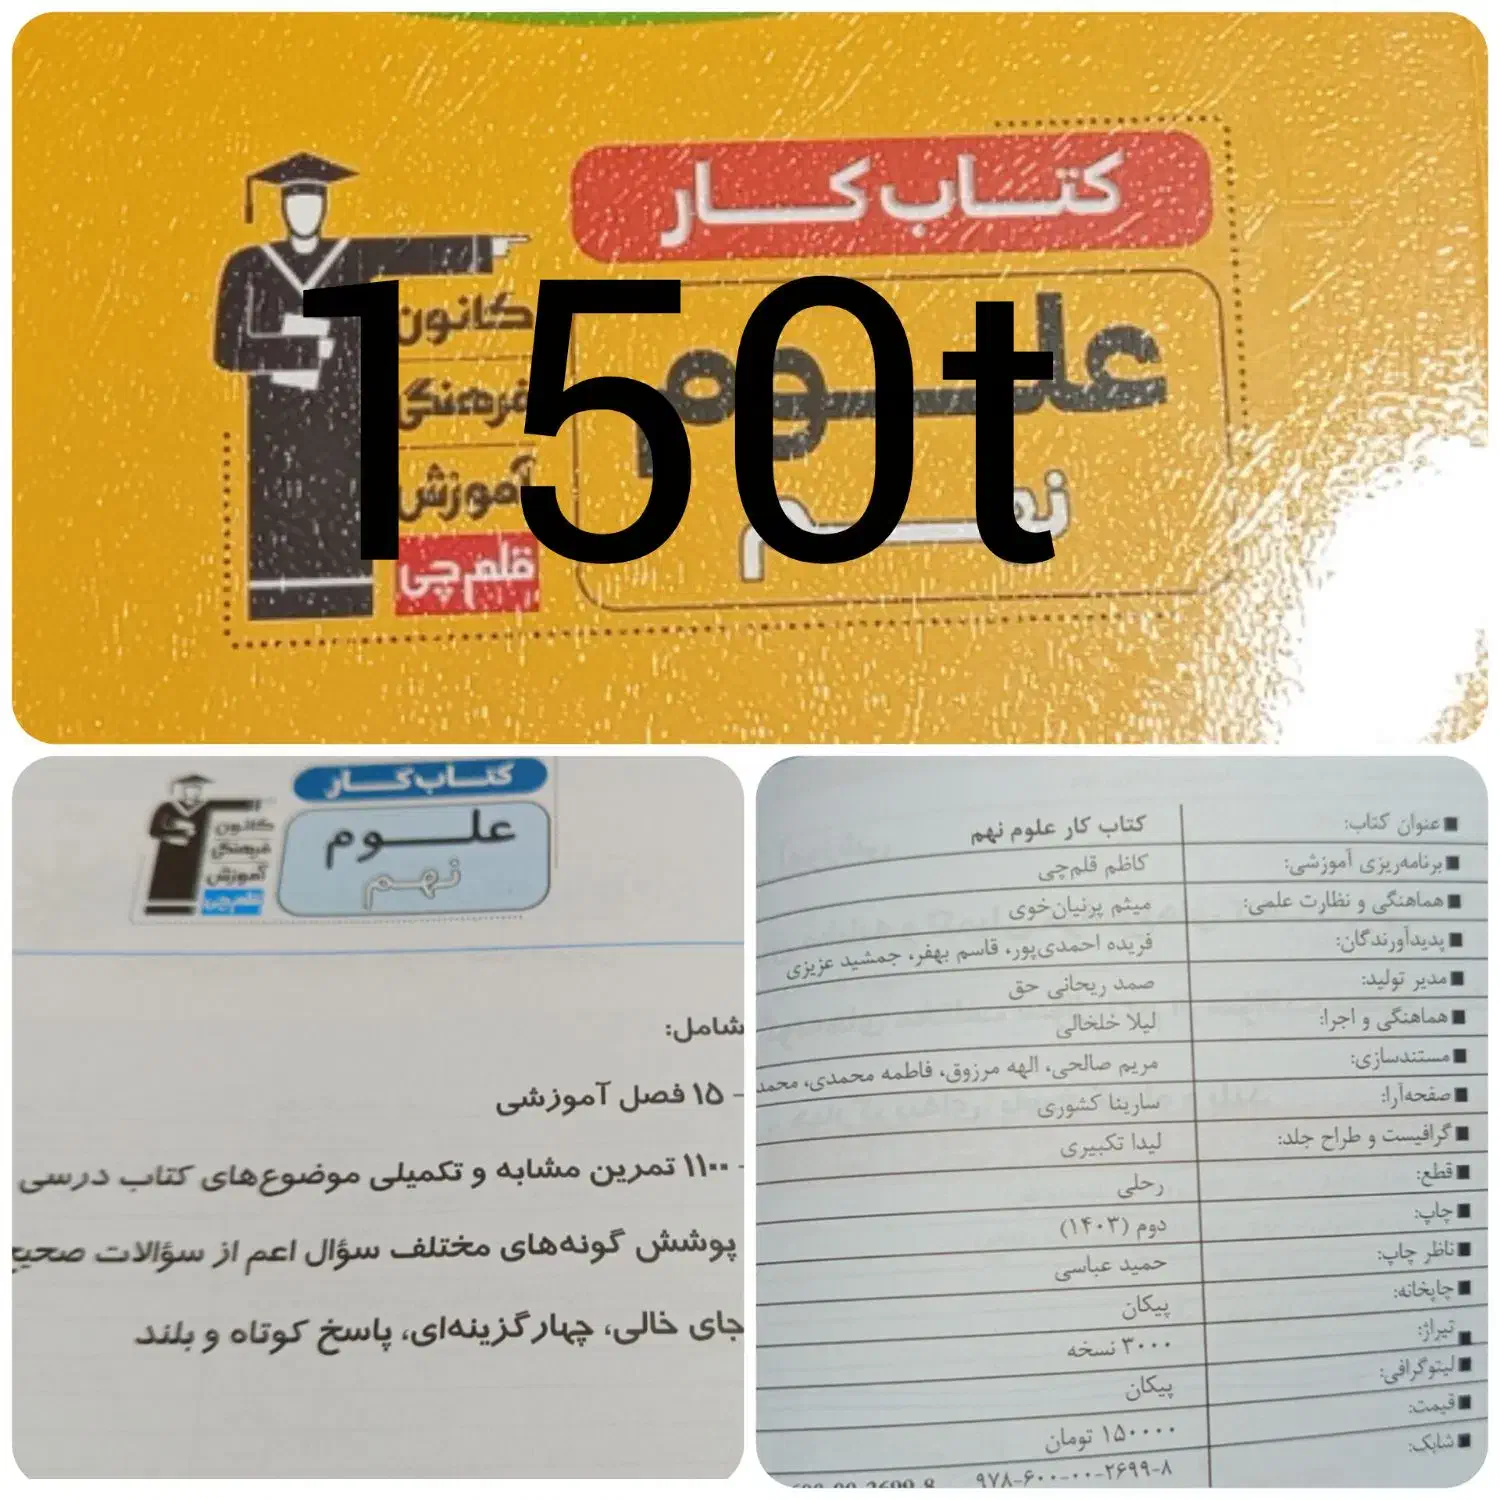 کتاب کار
علوم
نهم
کانون
فرهنگی
آموزش
قلم‌چی
150t
کتاب کار
علوم
نهم
کانون
فرهنگی
آموزش
قلم‌چی
شامل:
- ۱۵ فصل آموزشی
- ۱۱۰۰ تمرین مشابه و تکمیلی موضوع‌های کتاب درسی
پوشش گونه‌های مختلف سؤال اعم از سؤالات صحیح
جای خالی، چهارگزینه‌ای، پاسخ کوتاه و بلند
■ عنوان کتاب: کتاب کار علوم نهم
■ برنامه‌ریزی آموزشی: کاظم قلم‌چی
■ هماهنگی و نظارت علمی: میثم پرنیان‌خوی
■ پدیدآورندگان: فریده احمدی‌پور، قاسم بهفر، جمشید عزیزی
■ مدیر تولید: صمد ریحانی حق
■ هماهنگی و اجرا: لیلا خلخالی
■ مستندسازی: مریم صالحی، الهه مرزوق، فاطمه محمدی، محمد
■ صفحه‌آرا: سارینا کشوری
■ گرافیست و طراح جلد: لیدا تکبیری
■ قطع: رحلی
■ چاپ: دوم (۱۴۰۳)
■ ناظر چاپ: حمید عباسی
■ چاپخانه: پیکان
■ تیراژ: ۳۰۰۰ نسخه
■ لیتوگرافی: پیکان
■ قیمت: ۱۵۰۰۰۰ تومان
■ شابک: ۹۷۸-۶۰۰-۰۰-۲۶۹۹-۸